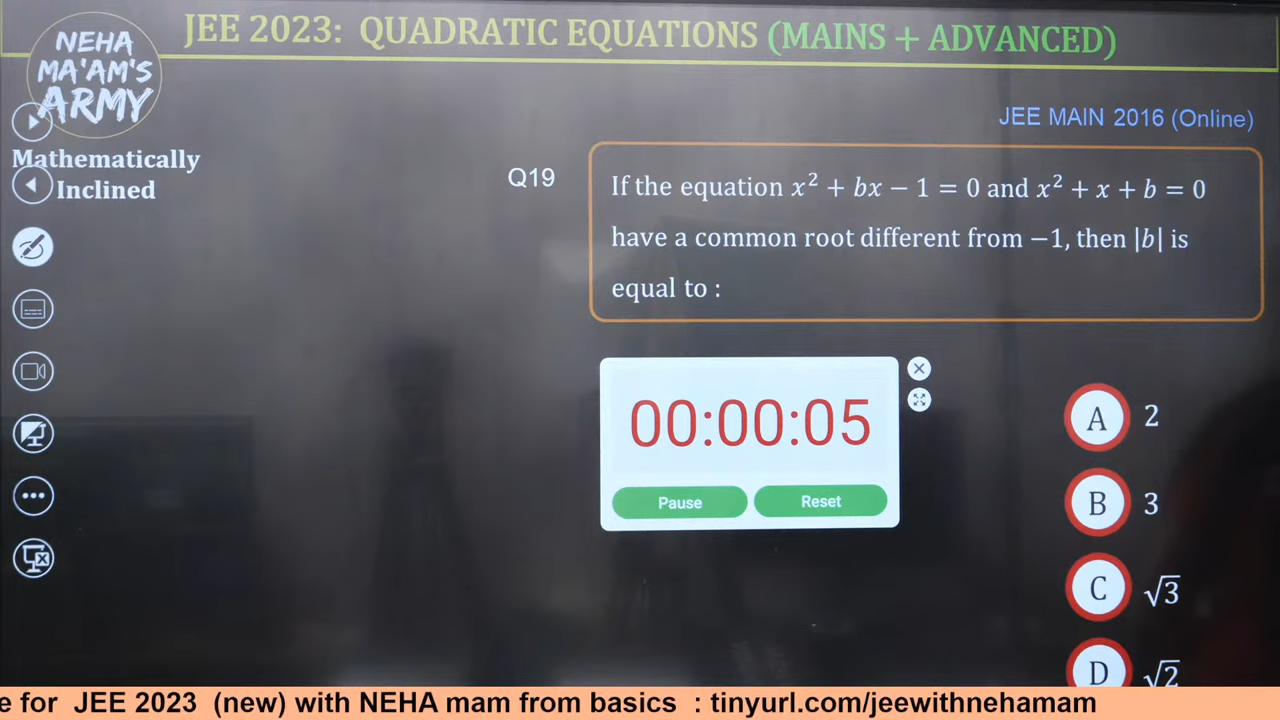 JEE 2023: QUADRATIC EQUATIONS (MAINS + ADVANCED)
NEHA
MA'AM'S
ARMY
Mathematically
Inclined
JEE MAIN 2016 (Online)
Q19
If the equation x² + bx − 1 = 0 and x² + x + b = 0
have a common root different from −1, then |b| is
equal to :
00:00:05
Pause
Reset
A 2
B 3
C √3
D √2
e for JEE 2023 (new) with NEHA mam from basics : tinyurl.com/jeewithnehamam